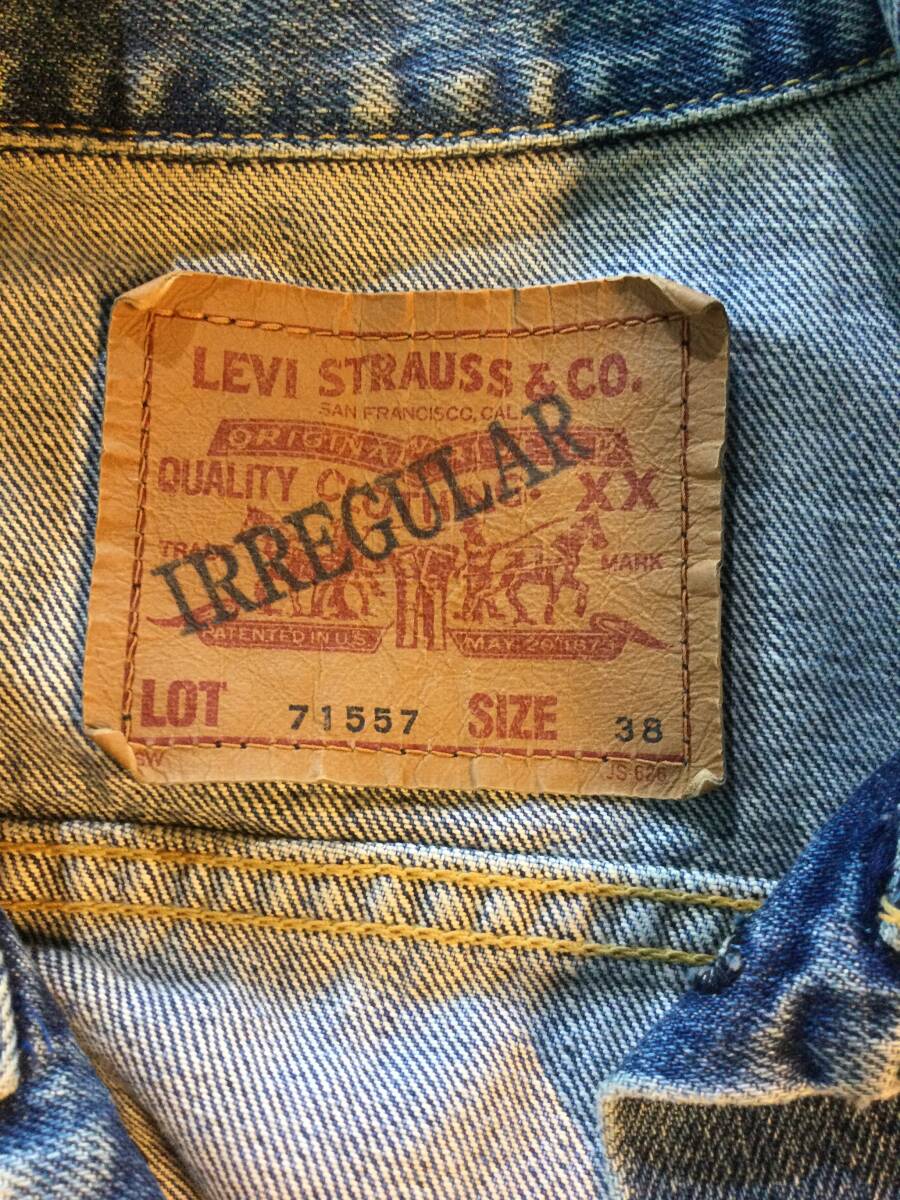 LEVI STRAUSS & CO.
SAN FRANCISCO, CAL
QUALITY XX
IRREGULAR
MARK
PATENTED IN U.S.
MAY 20 1873
LOT 71557 SIZE 38
SW